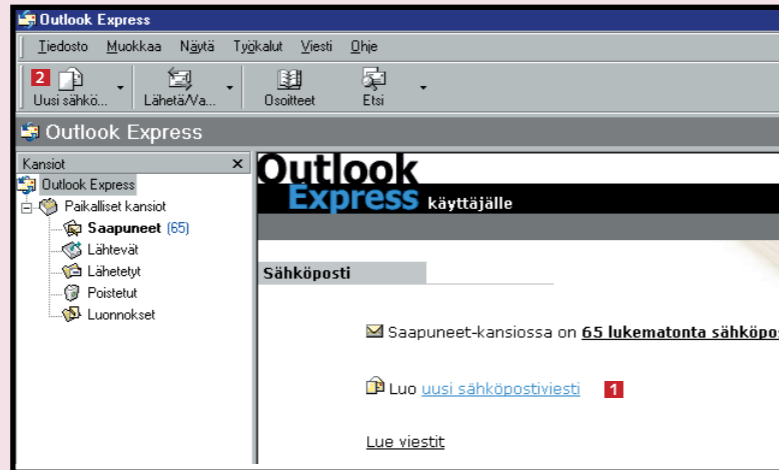 Outlook Express
Tiedosto Muokkaa Näytä Työkalut Viesti Ohje
2
Uusi sähkö... Lähetä/Va... Osoitteet Etsi
Outlook Express
Kansiot x
Outlook Express
Paikalliset kansiot
Saapuneet (65)
Lähtevät
Lähetetyt
Poistetut
Luonnokset
Outlook
Express käyttäjälle
Sähköposti
Saapuneet-kansiossa on 65 lukematonta sähköpos
Luo uusi sähköpostiviesti 1
Lue viestit